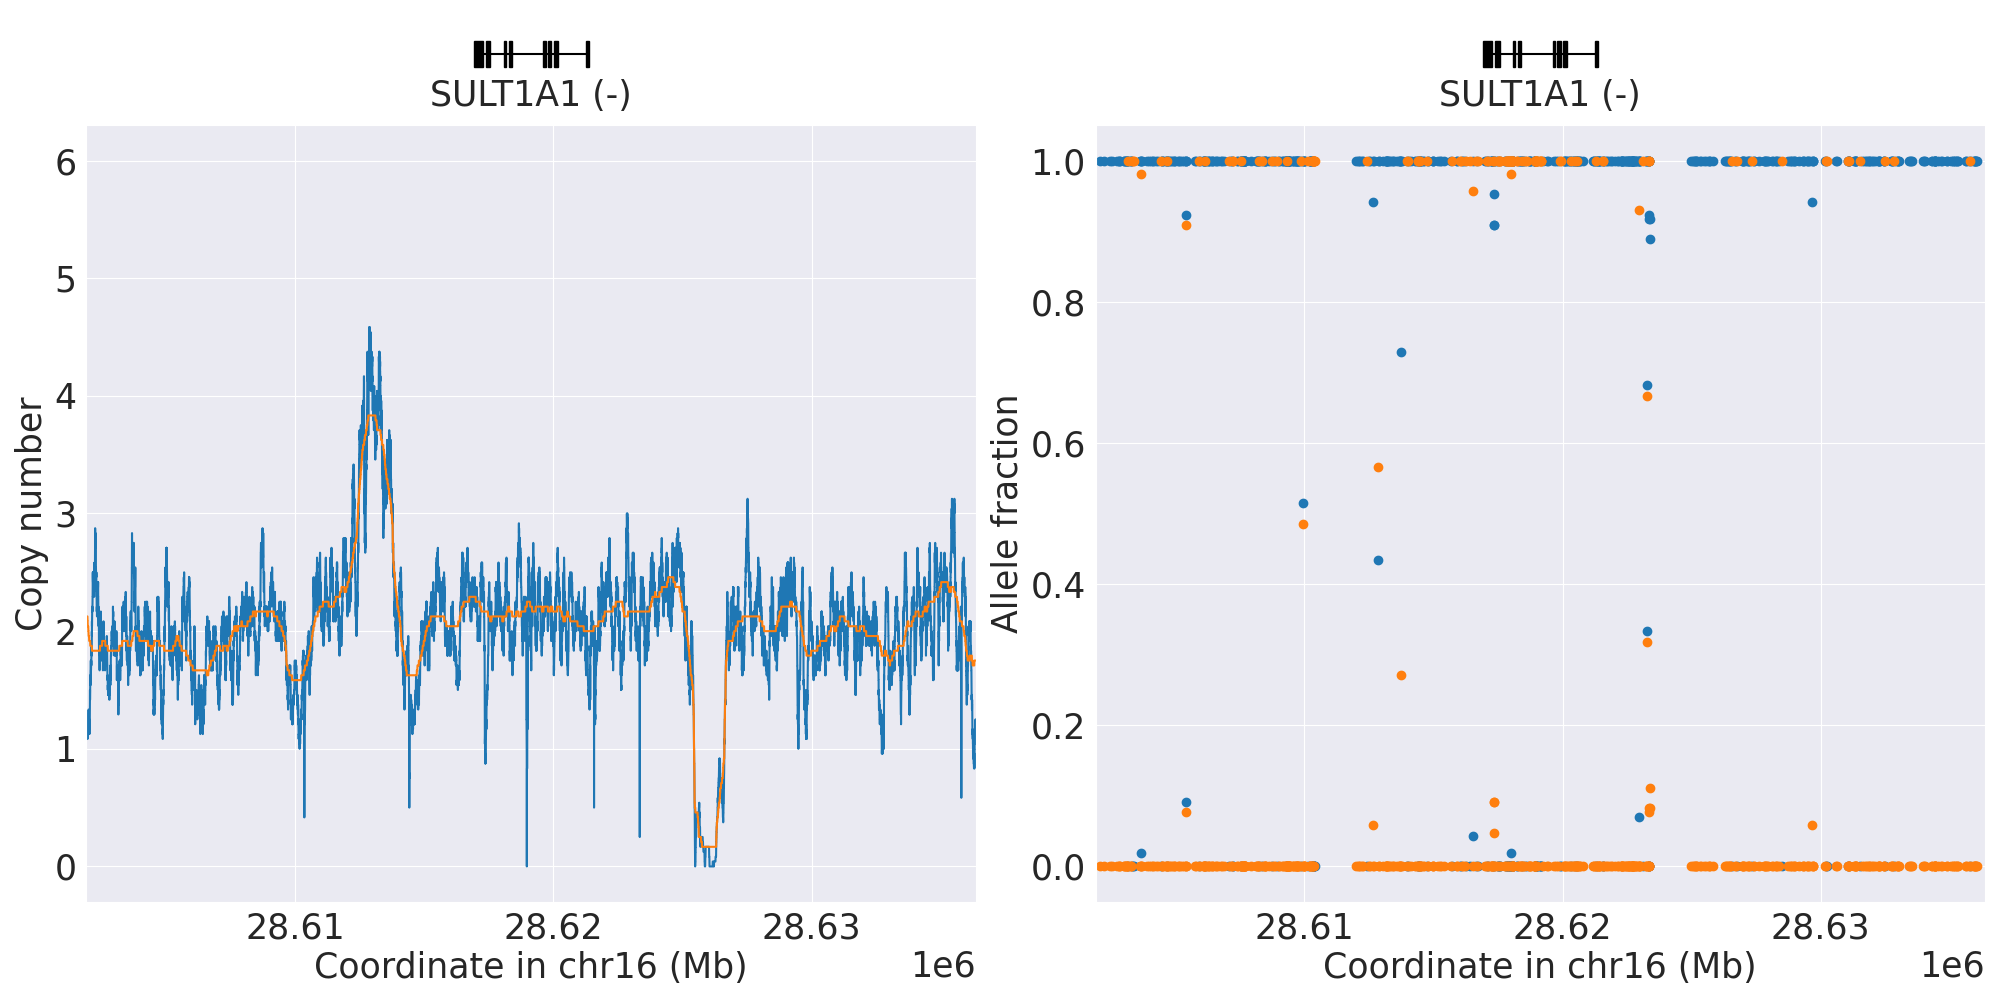 SULT1A1 (-)
6
5
4
3
2
1
0
Copy number
28.61
28.62
28.63
Coordinate in chr16 (Mb)
1e6
SULT1A1 (-)
1.0
0.8
0.6
0.4
0.2
0.0
Allele fraction
28.61
28.62
28.63
Coordinate in chr16 (Mb)
1e6